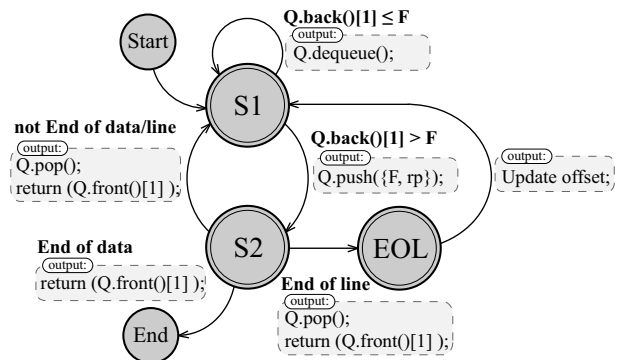 Start
Q.back()[1] ≤ F
output:
Q.dequeue();
S1
not End of data/line
output:
Q.pop();
return (Q.front()[1] );
Q.back()[1] > F
output:
Q.push({F, rp});
output:
Update offset;
S2
EOL
End of data
output:
return (Q.front()[1] );
End of line
output:
Q.pop();
return (Q.front()[1] );
End